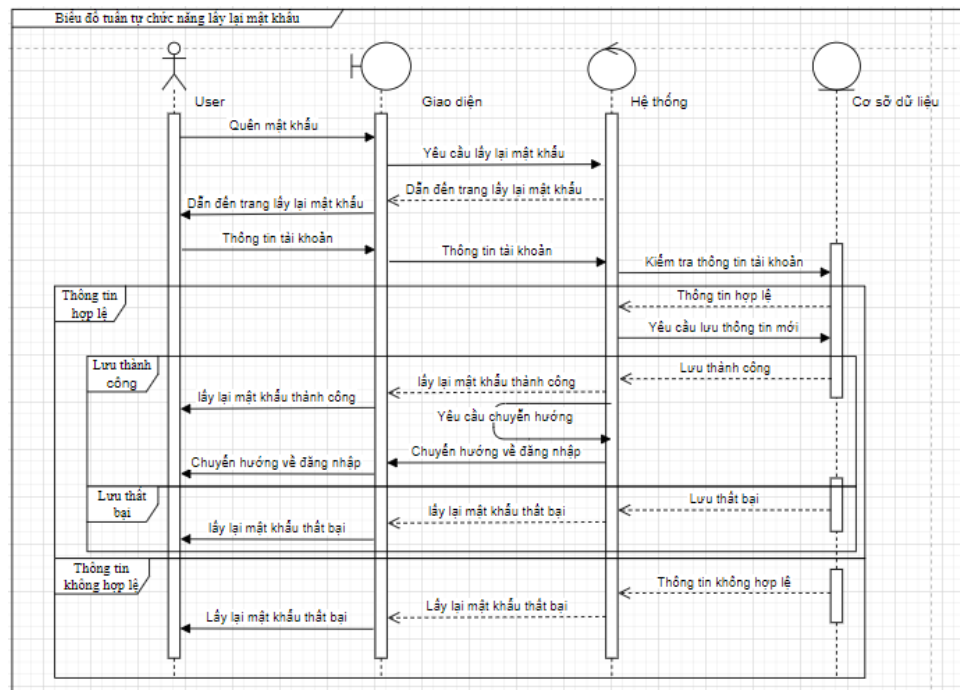 Biểu đồ tuần tự chức năng lấy lại mật khẩu
User
Giao diện
Hệ thống
Cơ sỡ dữ liệu
Quên mật khẩu
Yêu cầu lấy lại mật khẩu
Dẫn đến trang lấy lại mật khẩu
Dẫn đến trang lấy lại mật khẩu
Thông tin tài khoản
Thông tin tài khoản
Kiểm tra thông tin tài khoản
Thông tin
hợp lệ
Thông tin hợp lệ
Yêu cầu lưu thông tin mới
Lưu thành
công
Lưu thành công
lấy lại mật khẩu thành công
lấy lại mật khẩu thành công
Yêu cầu chuyển hướng
Chuyển hướng về đăng nhập
Chuyển hướng về đăng nhập
Lưu thất
bại
Lưu thất bại
lấy lại mật khẩu thất bại
lấy lại mật khẩu thất bại
Thông tin
không hợp lệ
Thông tin không hợp lệ
Lấy lại mật khẩu thất bại
Lấy lại mật khẩu thất bại